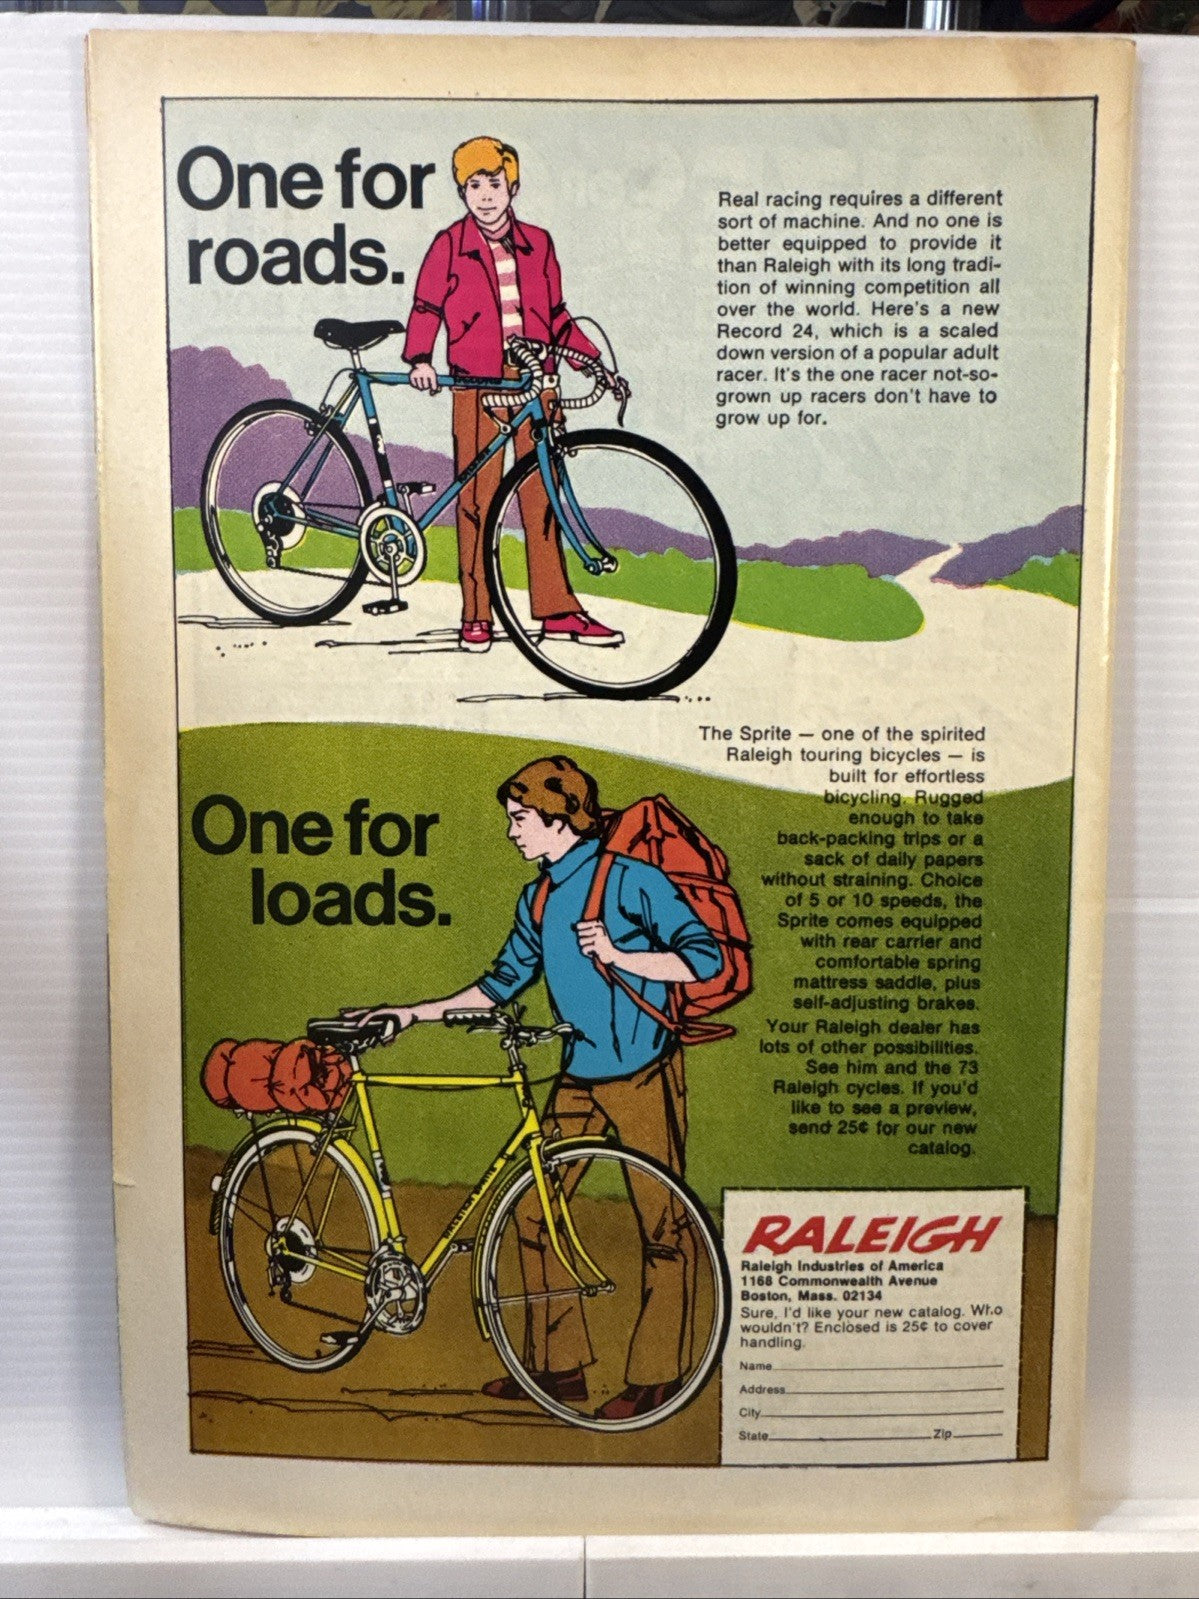 One for
roads.
Real racing requires a different
sort of machine. And no one is
better equipped to provide it
than Raleigh with its long tradi-
tion of winning competition all
over the world. Here's a new
Record 24, which is a scaled
down version of a popular adult
racer. It's the one racer not-so-
grown up racers don't have to
grow up for.
The Sprite — one of the spirited
Raleigh touring bicycles — is
built for effortless
bicycling. Rugged
enough to take
back-packing trips or a
sack of daily papers
without straining. Choice
of 5 or 10 speeds, the
Sprite comes equipped
with rear carrier and
comfortable spring
mattress saddle, plus
self-adjusting brakes.
Your Raleigh dealer has
lots of other possibilities.
See him and the 73
Raleigh cycles. If you'd
like to see a preview,
send 25¢ for our new
catalog.
One for
loads.
RALEIGH SPRITE
RALEIGH
Raleigh Industries of America
1168 Commonwealth Avenue
Boston, Mass. 02134
Sure, I'd like your new catalog. Who
wouldn't? Enclosed is 25¢ to cover
handling.
Name
Address
City
State Zip